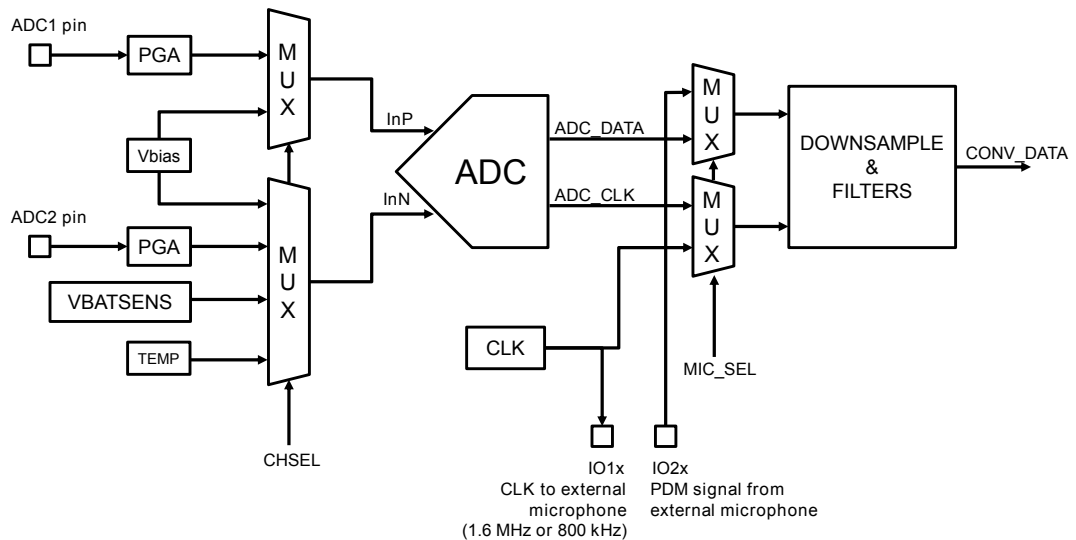 ADC1 pin
PGA
M
U
X
Vbias
InP
ADC
InN
ADC2 pin
PGA
M
U
X
VBATSENS
TEMP
CHSEL
ADC_DATA
ADC_CLK
M
U
X
M
U
X
DOWNSAMPLE
&
FILTERS
CONV_DATA
CLK
MIC_SEL
IO1x
CLK to external
microphone
(1.6 MHz or 800 kHz)
IO2x
PDM signal from
external microphone